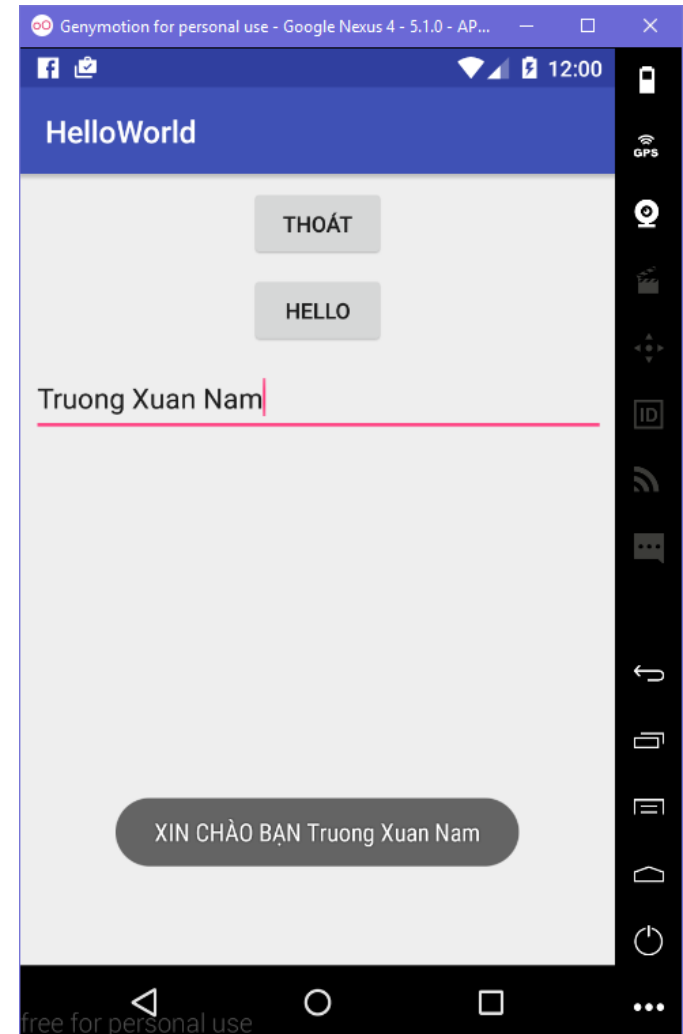 Genymotion for personal use - Google Nexus 4 - 5.1.0 - AP...
12:00
HelloWorld
GPS
THOÁT
HELLO
Truong Xuan Nam
ID
XIN CHÀO BẠN Truong Xuan Nam
free for personal use